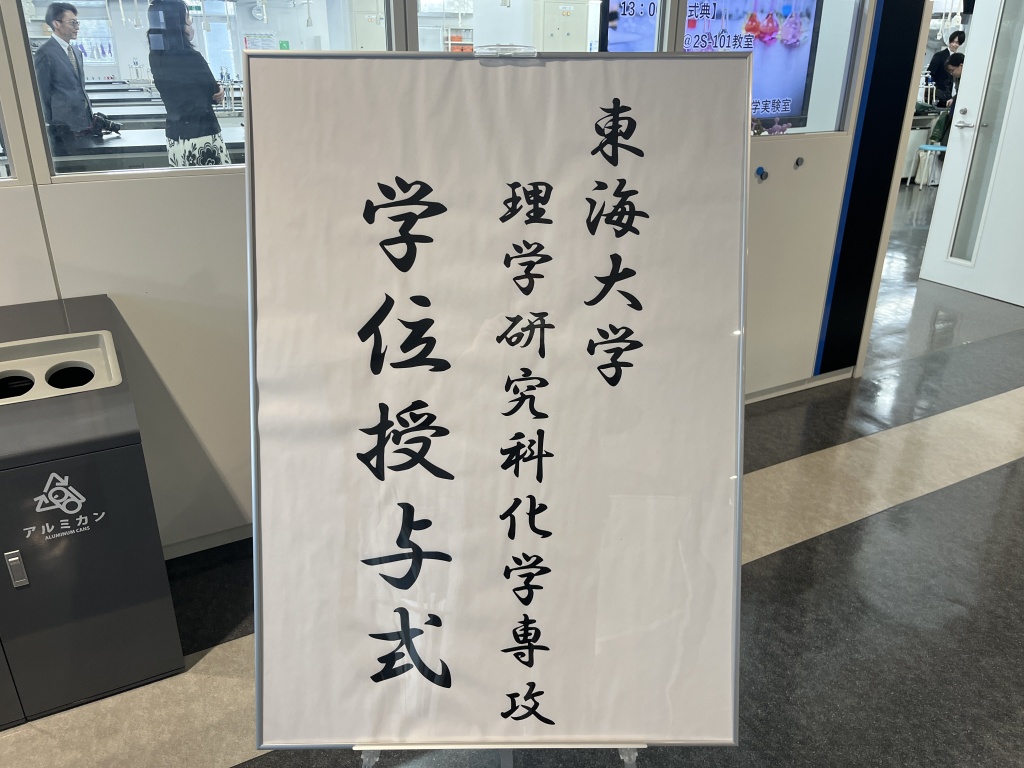 東海大学
理学研究科化学専攻
学位授与式
13:0
式典】
@2S-101教室
学実験室
アルミカン
ALUMINUM CANS